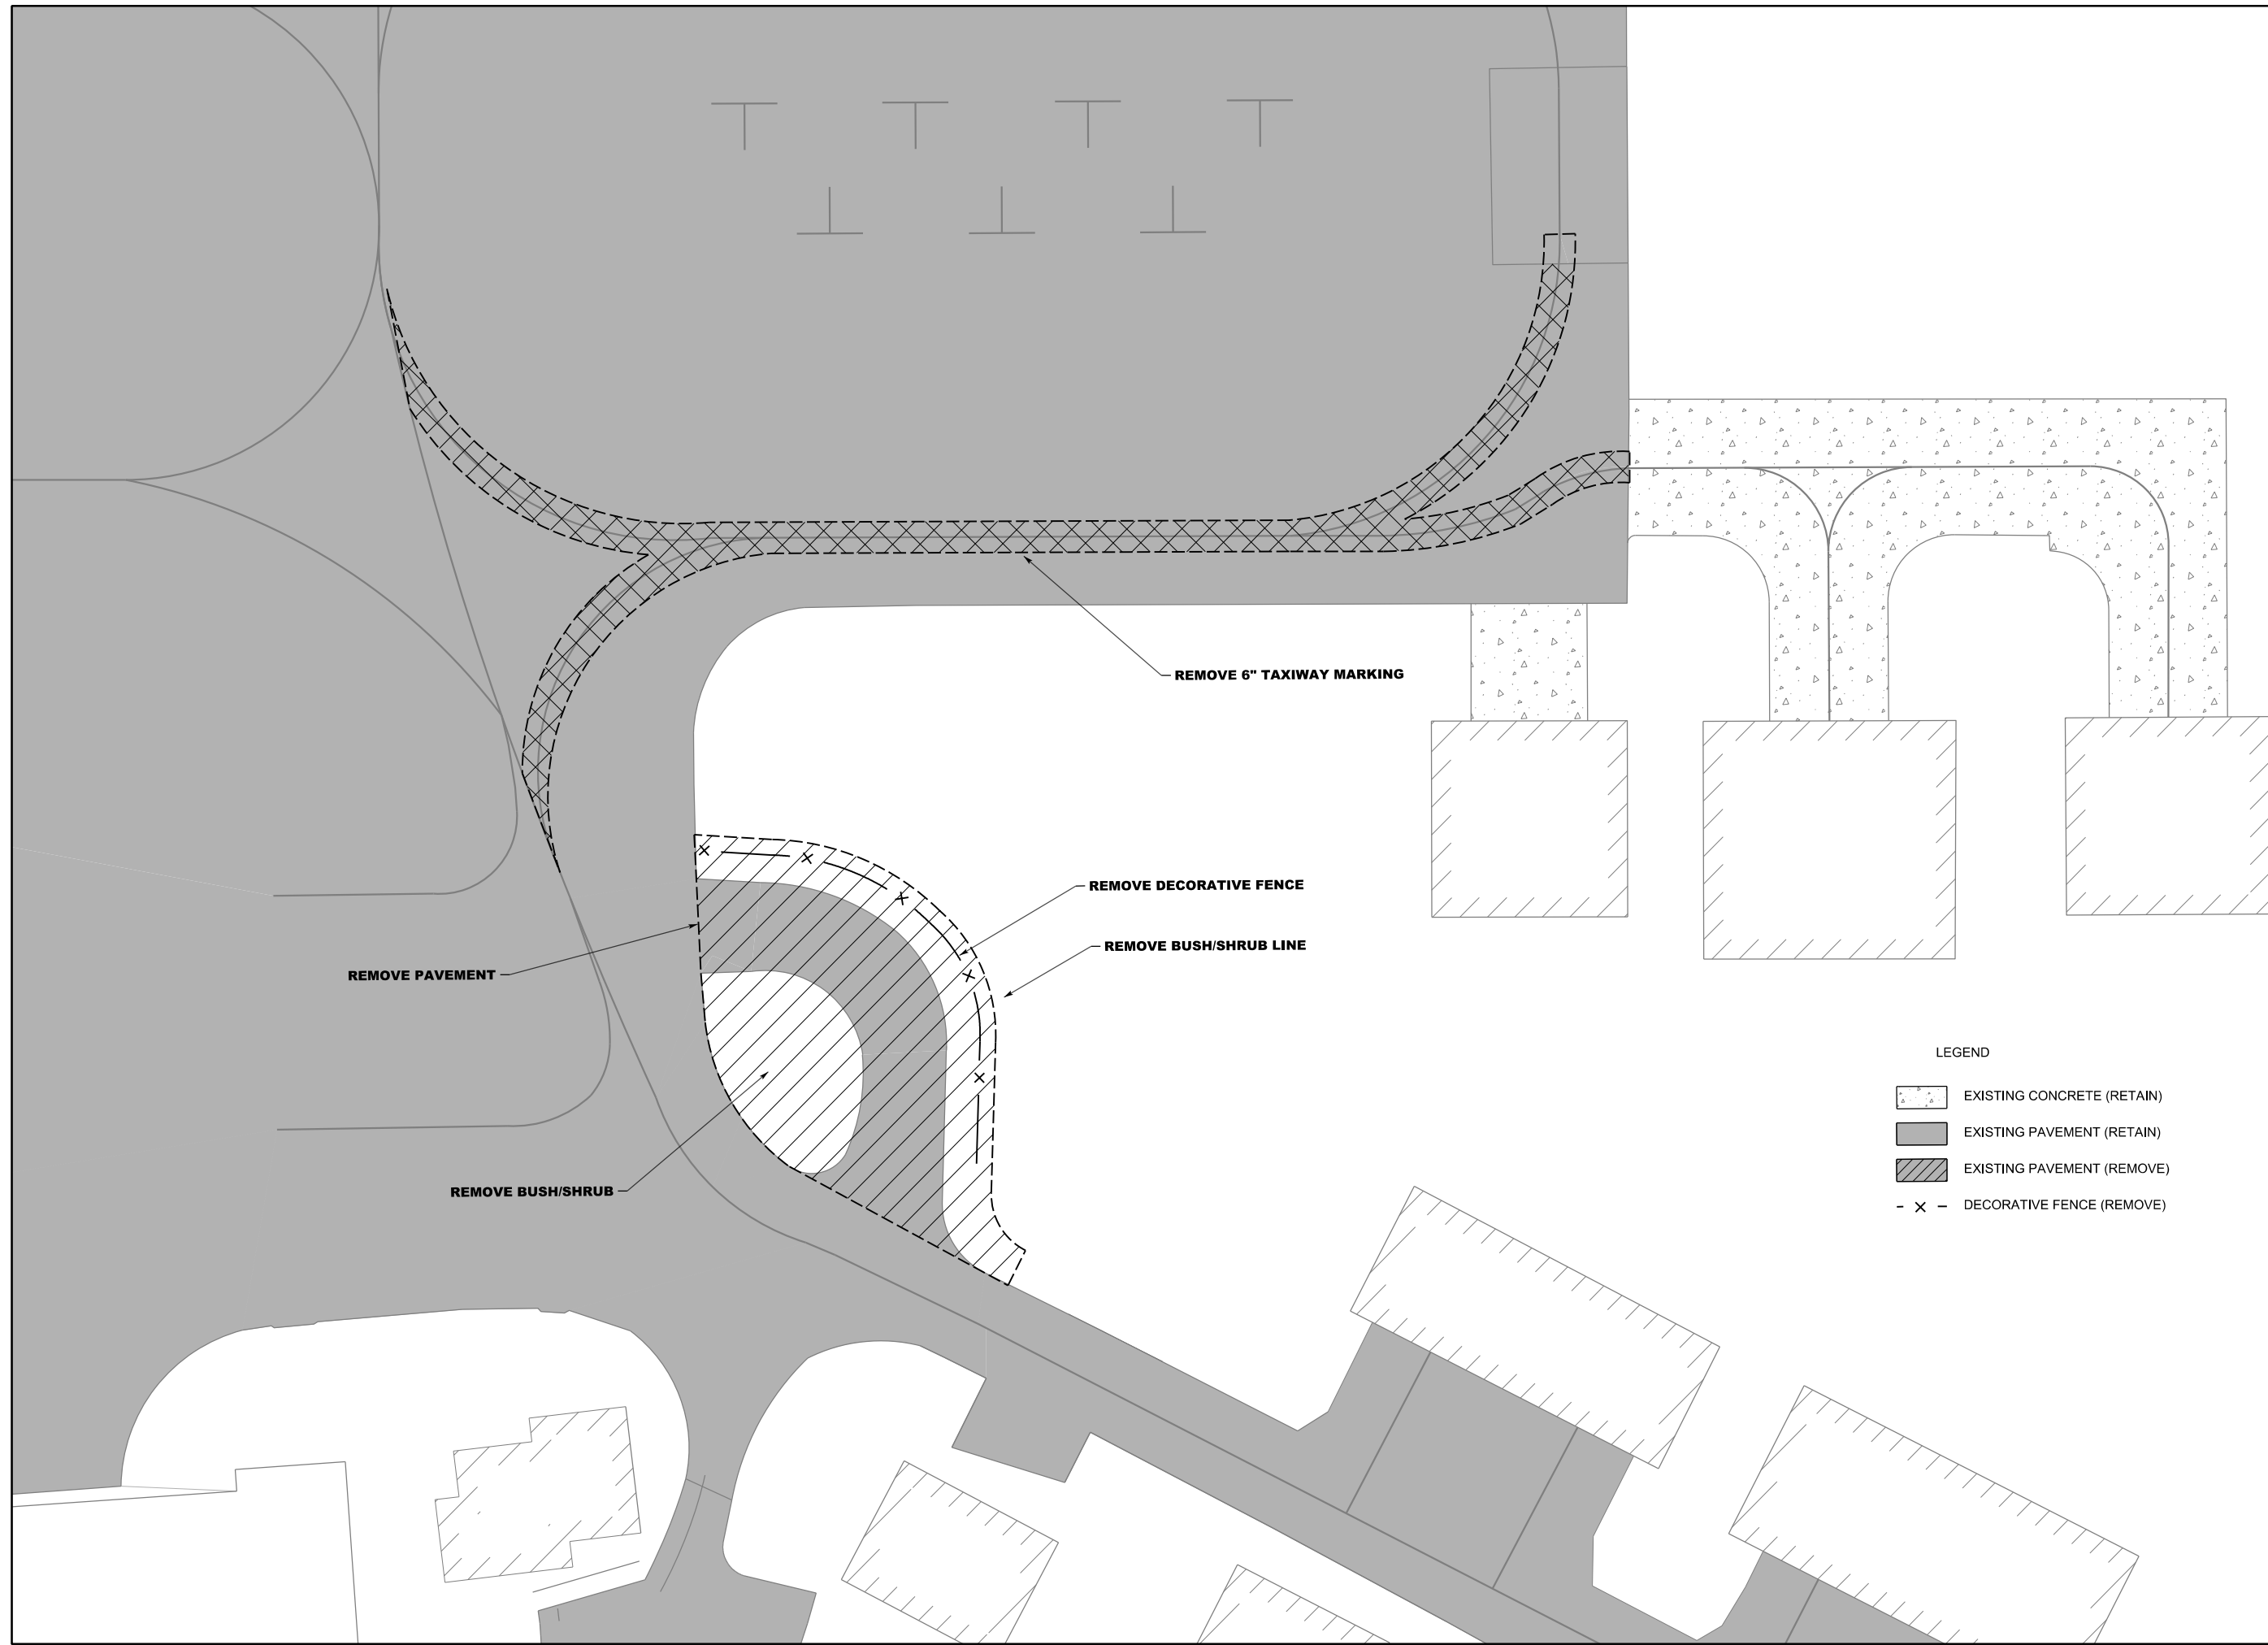 REMOVE 6" TAXIWAY MARKING
REMOVE DECORATIVE FENCE
REMOVE BUSH/SHRUB LINE
REMOVE PAVEMENT
REMOVE BUSH/SHRUB
LEGEND
EXISTING CONCRETE (RETAIN)
EXISTING PAVEMENT (RETAIN)
EXISTING PAVEMENT (REMOVE)
DECORATIVE FENCE (REMOVE)